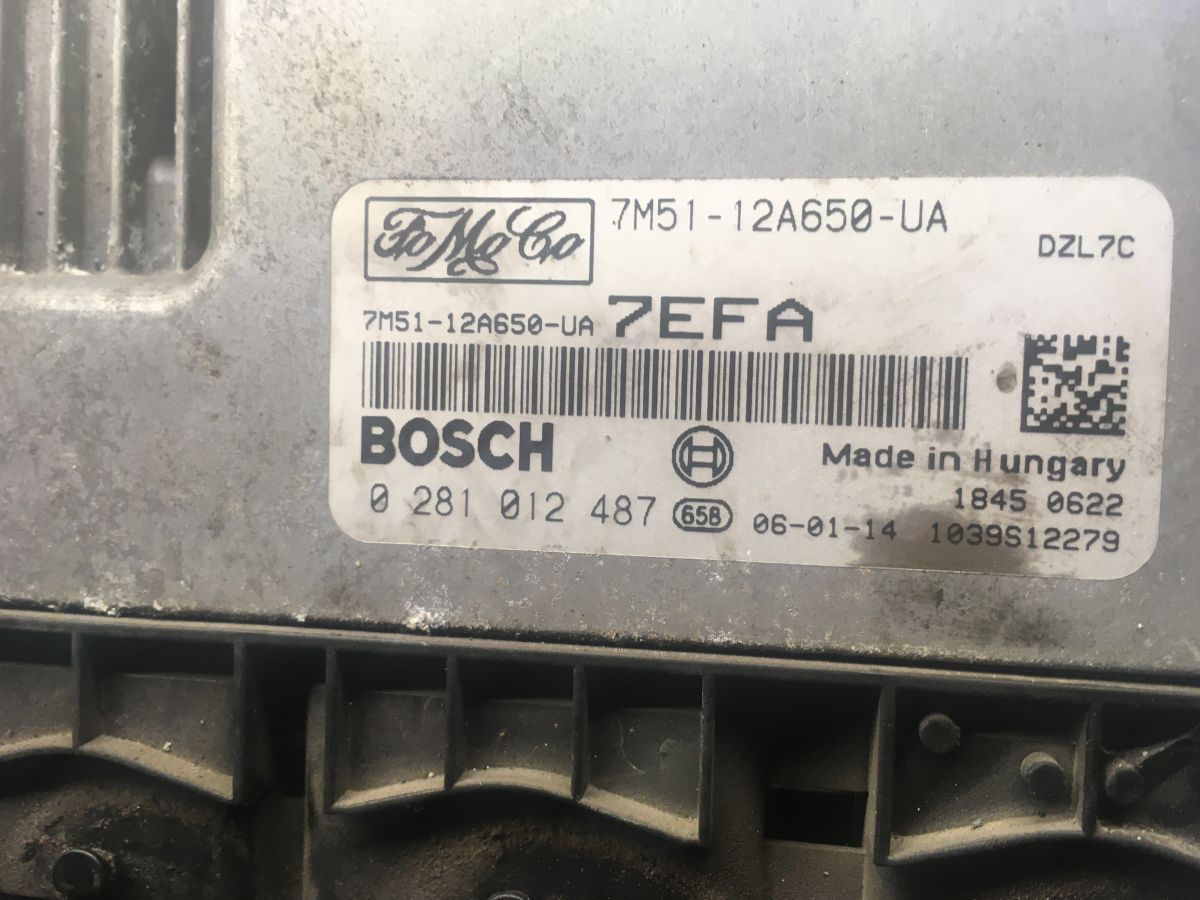 FoMoCo 7M51-12A650-UA
DZL7C
7M51-12A650-UA 7EFA
BOSCH
Made in Hungary
1845 0622
0 281 012 487 658 06-01-14 1039S12279